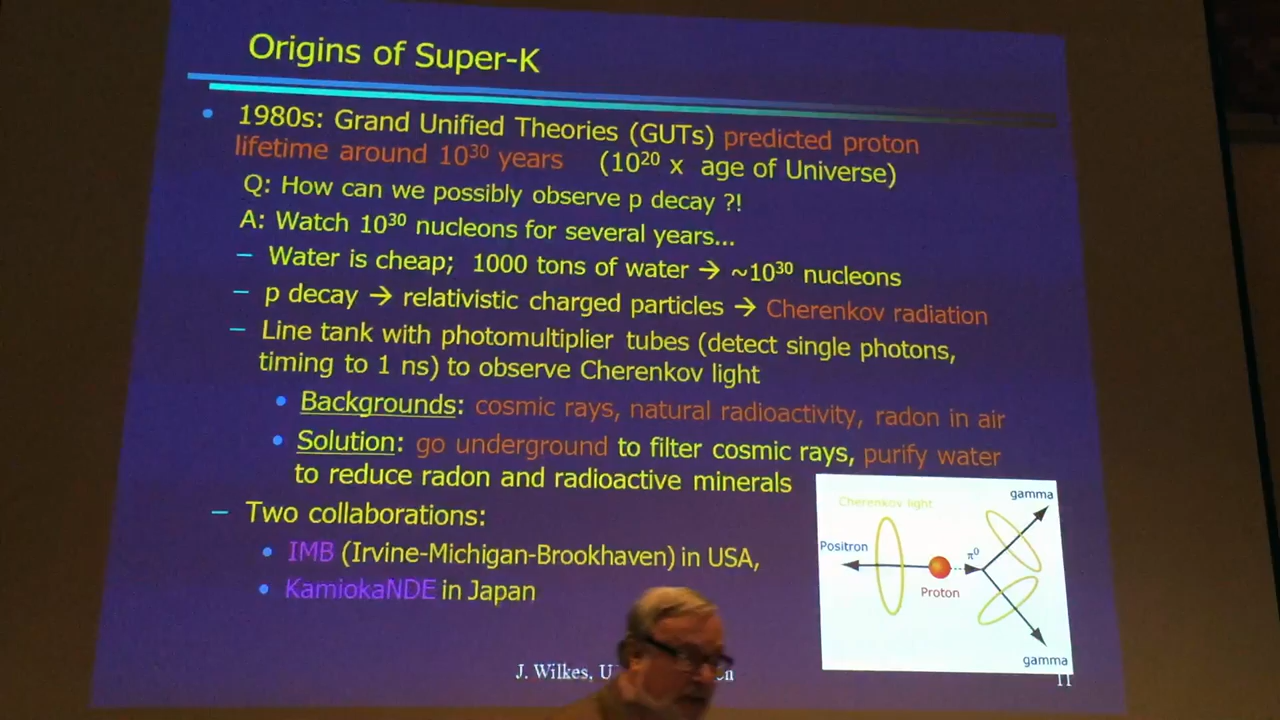 Origins of Super-K
• 1980s: Grand Unified Theories (GUTs) predicted proton
lifetime around 10³⁰ years (10²⁰ x age of Universe)
Q: How can we possibly observe p decay ?!
A: Watch 10³⁰ nucleons for several years...
– Water is cheap; 1000 tons of water → ~10³⁰ nucleons
– p decay → relativistic charged particles → Cherenkov radiation
– Line tank with photomultiplier tubes (detect single photons,
timing to 1 ns) to observe Cherenkov light
• Backgrounds: cosmic rays, natural radioactivity, radon in air
• Solution: go underground to filter cosmic rays, purify water
to reduce radon and radioactive minerals
– Two collaborations:
• IMB (Irvine-Michigan-Brookhaven) in USA,
• KamiokaNDE in Japan
Cherenkov light
gamma
Positron
π⁰
Proton
gamma
J. Wilkes,
11